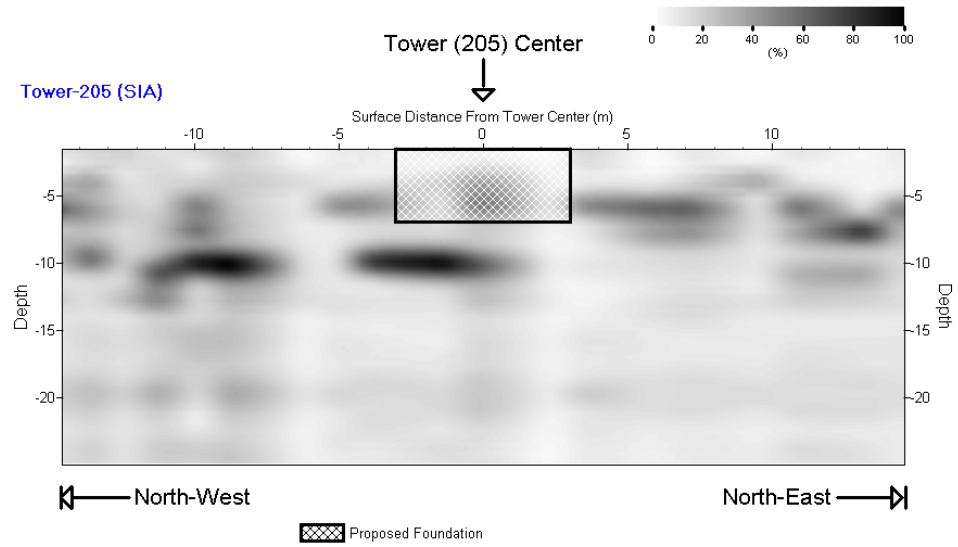 0 20 40 60 80 100
(%)
Tower (205) Center
Tower-205 (SIA)
Surface Distance From Tower Center (m)
-10 -5 0 5 10
-5 -5
-10 -10
Depth Depth
-15 -15
-20 -20
North-West North-East
Proposed Foundation